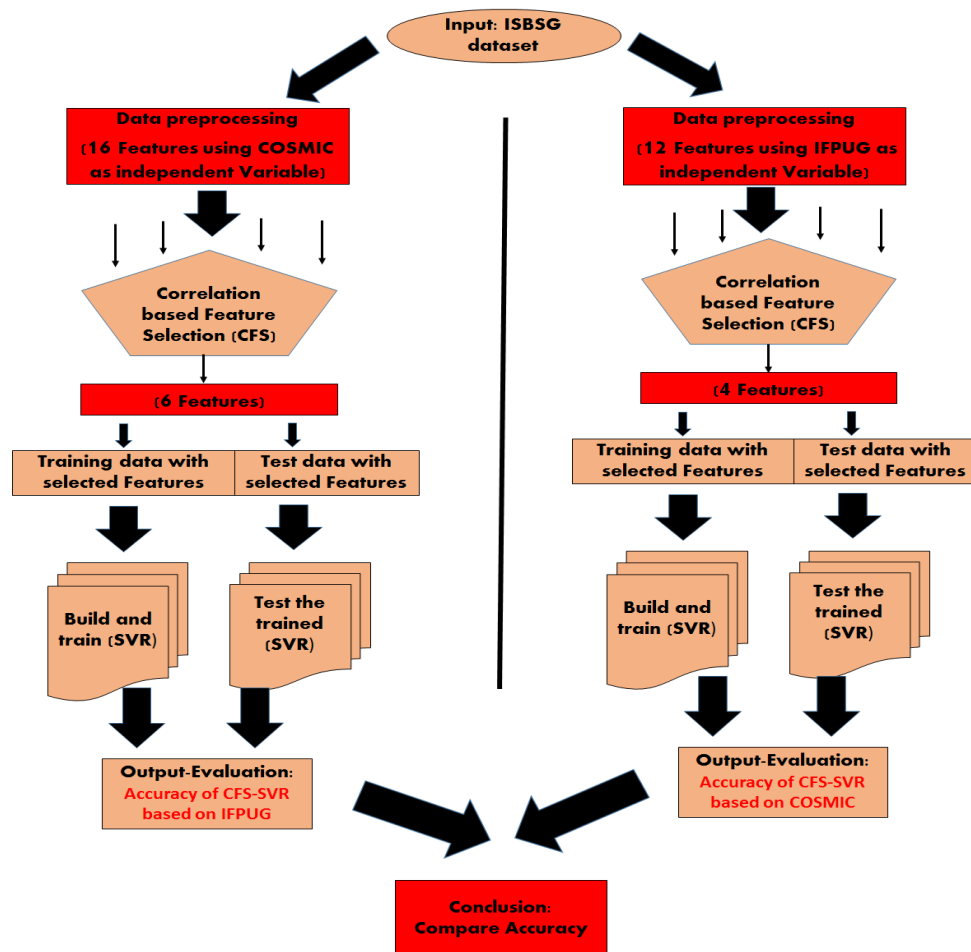 Input: ISBSG
dataset
Data preprocessing
(16 Features using COSMIC
as independent Variable)
Correlation
based Feature
Selection (CFS)
(6 Features)
Training data with
selected Features
Test data with
selected Features
Build and
train (SVR)
Test the
trained
(SVR)
Output-Evaluation:
Accuracy of CFS-SVR
based on IFPUG
Data preprocessing
(12 Features using IFPUG as
independent Variable)
Correlation
based Feature
Selection (CFS)
(4 Features)
Training data with
selected Features
Test data with
selected Features
Build and
train (SVR)
Test the
trained
(SVR)
Output-Evaluation:
Accuracy of CFS-SVR
based on COSMIC
Conclusion:
Compare Accuracy